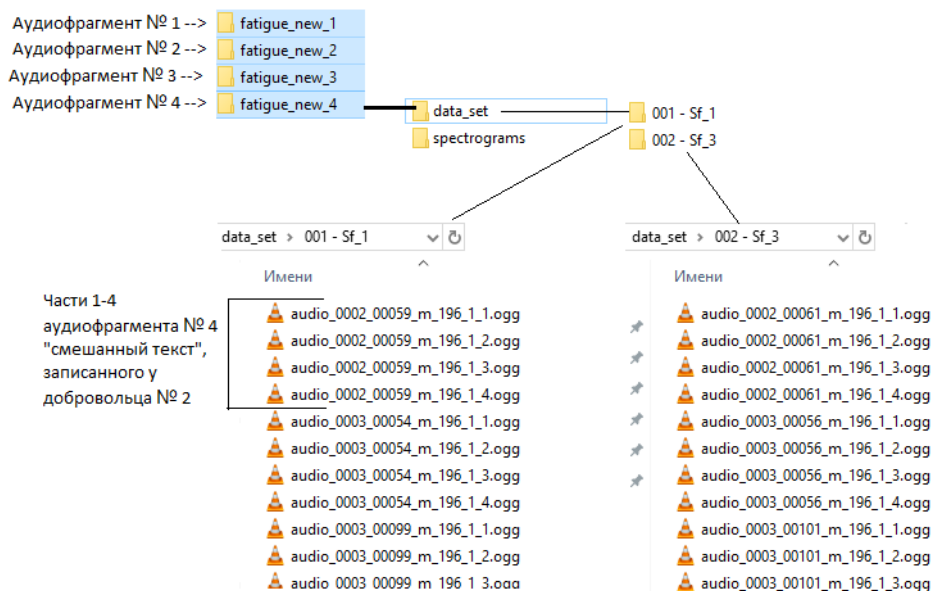 Аудиофрагмент № 1 --> fatigue_new_1
Аудиофрагмент № 2 --> fatigue_new_2
Аудиофрагмент № 3 --> fatigue_new_3
Аудиофрагмент № 4 --> fatigue_new_4
data_set
spectrograms
001 - Sf_1
002 - Sf_3
data_set > 001 - Sf_1
Имени
Части 1-4
аудиофрагмента № 4
"смешанный текст",
записанного у
добровольца № 2
audio_0002_00059_m_196_1_1.ogg
audio_0002_00059_m_196_1_2.ogg
audio_0002_00059_m_196_1_3.ogg
audio_0002_00059_m_196_1_4.ogg
audio_0003_00054_m_196_1_1.ogg
audio_0003_00054_m_196_1_2.ogg
audio_0003_00054_m_196_1_3.ogg
audio_0003_00054_m_196_1_4.ogg
audio_0003_00099_m_196_1_1.ogg
audio_0003_00099_m_196_1_2.ogg
audio_0003_00099_m_196_1_3.ogg
data_set > 002 - Sf_3
Имени
audio_0002_00061_m_196_1_1.ogg
audio_0002_00061_m_196_1_2.ogg
audio_0002_00061_m_196_1_3.ogg
audio_0002_00061_m_196_1_4.ogg
audio_0003_00056_m_196_1_1.ogg
audio_0003_00056_m_196_1_2.ogg
audio_0003_00056_m_196_1_3.ogg
audio_0003_00056_m_196_1_4.ogg
audio_0003_00101_m_196_1_1.ogg
audio_0003_00101_m_196_1_2.ogg
audio_0003_00101_m_196_1_3.ogg